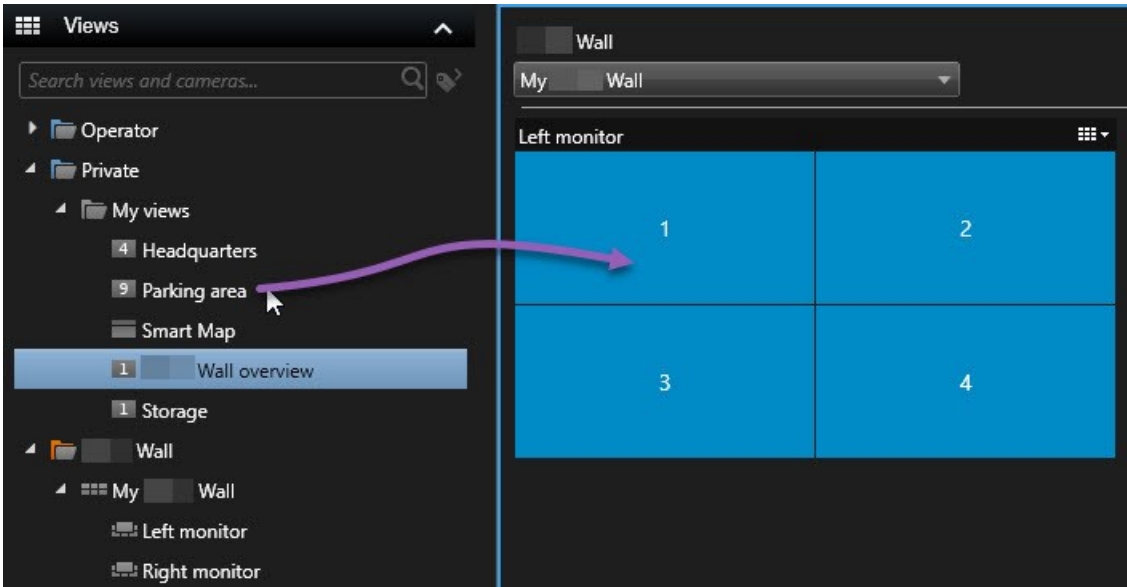 Views
Search views and cameras...
Operator
Private
My views
4 Headquarters
9 Parking area
Smart Map
1 Wall overview
1 Storage
Wall
My Wall
Left monitor
Right monitor
Wall
My Wall
Left monitor
1 2
3 4